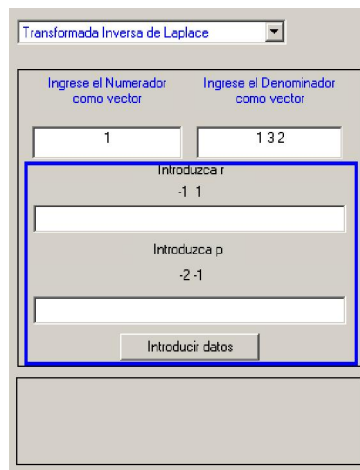 Transformada Inversa de Laplace
Ingrese el Numerador Ingrese el Denominador
como vector como vector
1 1 3 2
Introduzca r
-1 1
Introduzca p
-2 -1
Introducir datos